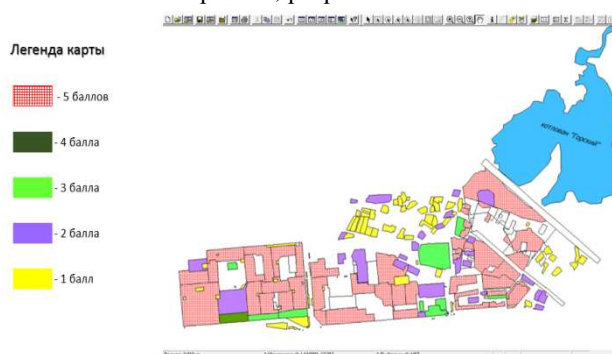 Легенда карты
- 5 баллов
- 4 балла
- 3 балла
- 2 балла
- 1 балл
котлован "Горский"